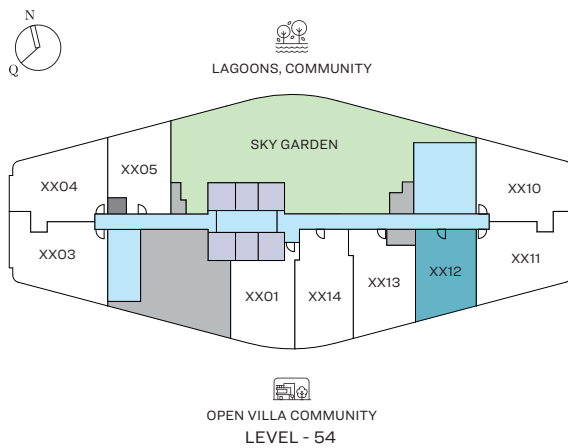 N
Q
LAGOONS, COMMUNITY
SKY GARDEN
XX05
XX04
XX10
XX03
XX11
XX12
XX01
XX14
XX13
OPEN VILLA COMMUNITY
LEVEL - 54